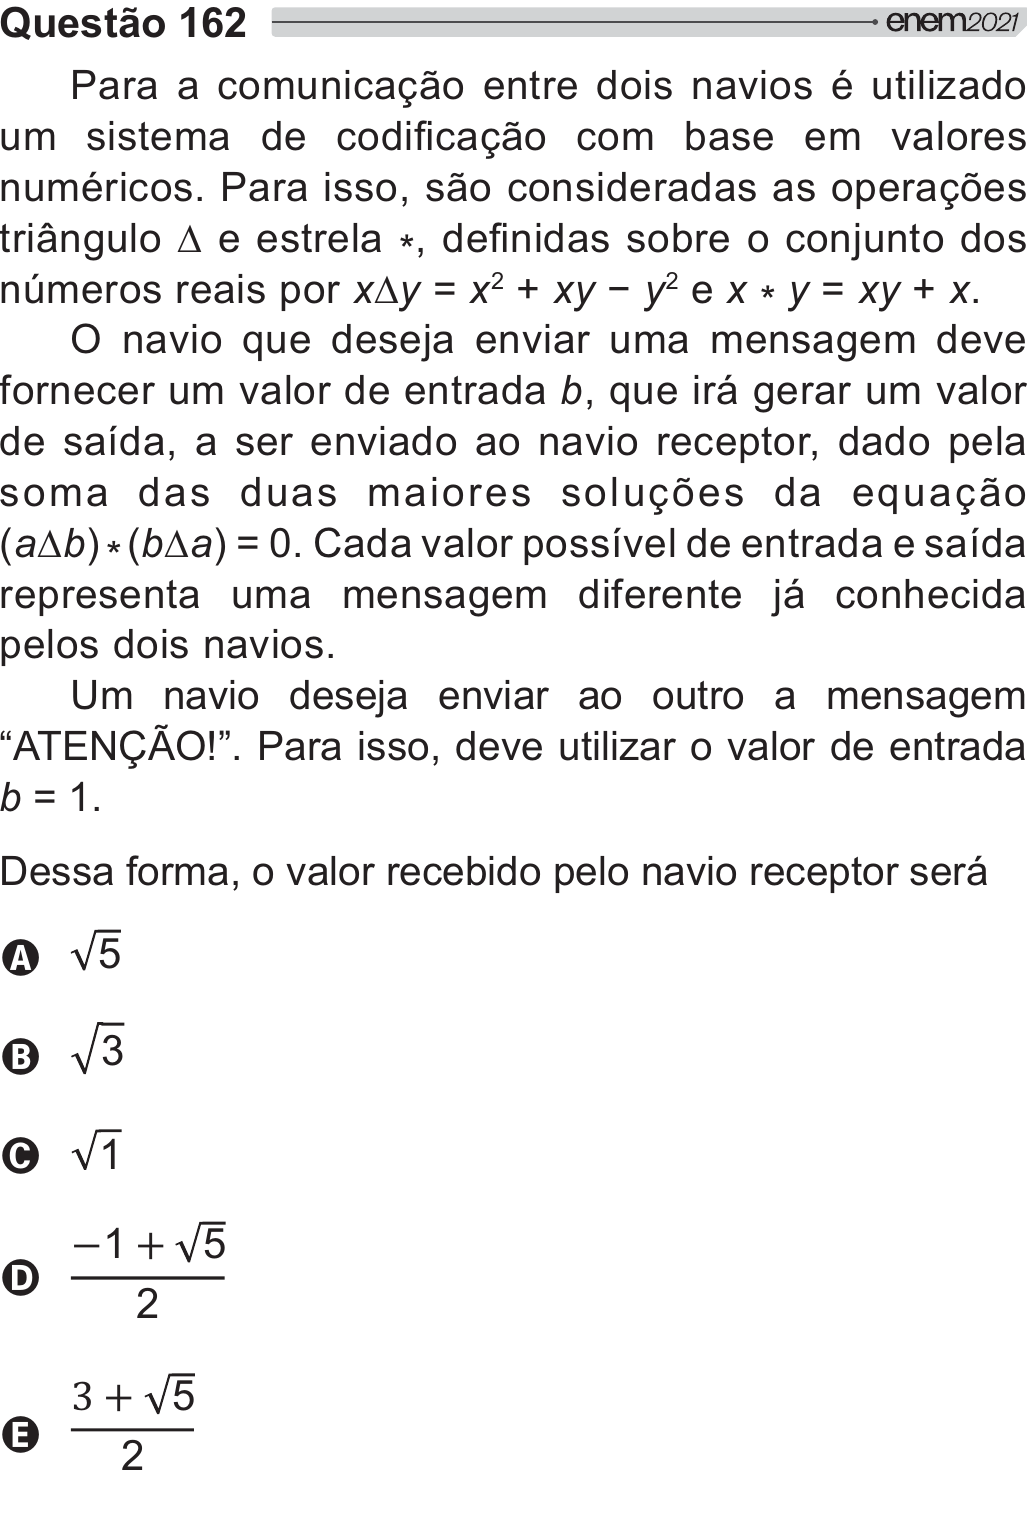 Questão 162 enem2021
Para a comunicação entre dois navios é utilizado
um sistema de codificação com base em valores
numéricos. Para isso, são consideradas as operações
triângulo Δ e estrela *, definidas sobre o conjunto dos
números reais por xΔy = x² + xy − y² e x * y = xy + x.
O navio que deseja enviar uma mensagem deve
fornecer um valor de entrada b, que irá gerar um valor
de saída, a ser enviado ao navio receptor, dado pela
soma das duas maiores soluções da equação
(aΔb) * (bΔa) = 0. Cada valor possível de entrada e saída
representa uma mensagem diferente já conhecida
pelos dois navios.
Um navio deseja enviar ao outro a mensagem
“ATENÇÃO!”. Para isso, deve utilizar o valor de entrada
b = 1.
Dessa forma, o valor recebido pelo navio receptor será
A √5
B √3
C √1
D (−1 + √5)/2
E (3 + √5)/2